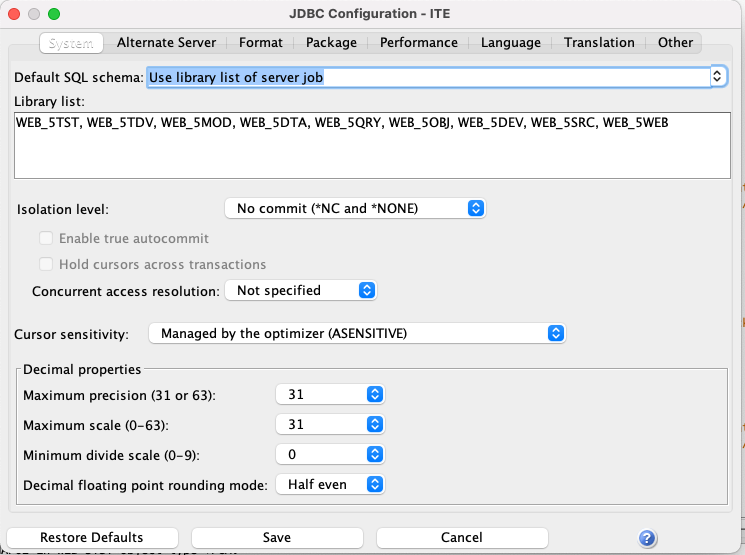 JDBC Configuration - ITE
System Alternate Server Format Package Performance Language Translation Other
Default SQL schema: Use library list of server job
Library list:
WEB_5TST, WEB_5TDV, WEB_5MOD, WEB_5DTA, WEB_5QRY, WEB_5OBJ, WEB_5DEV, WEB_5SRC, WEB_5WEB
Isolation level: No commit (*NC and *NONE)
Enable true autocommit
Hold cursors across transactions
Concurrent access resolution: Not specified
Cursor sensitivity: Managed by the optimizer (ASENSITIVE)
Decimal properties
Maximum precision (31 or 63): 31
Maximum scale (0-63): 31
Minimum divide scale (0-9): 0
Decimal floating point rounding mode: Half even
Restore Defaults Save Cancel ?